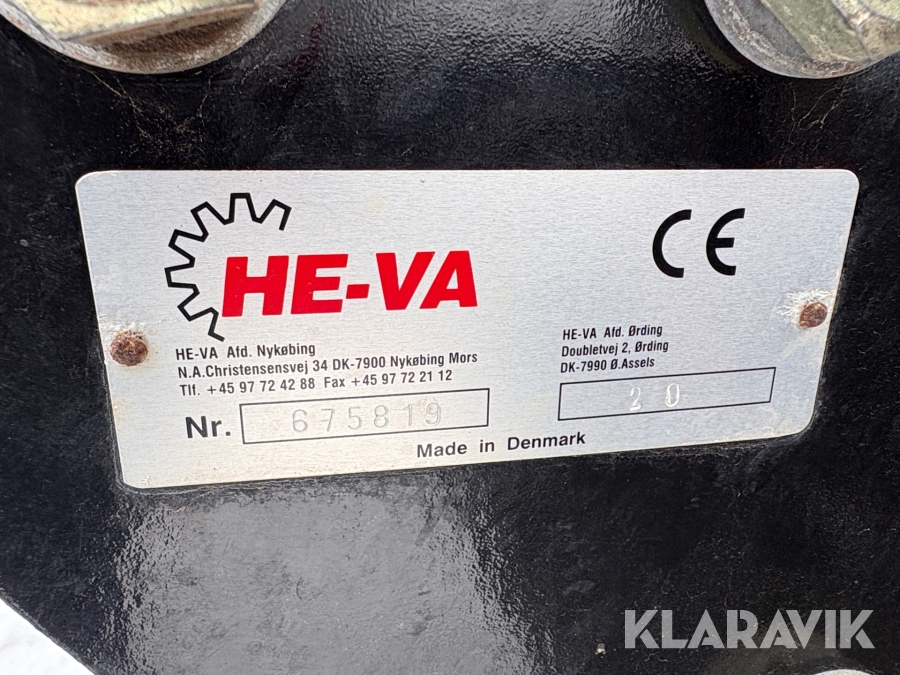 HE-VA
CE
HE-VA Afd. Nykøbing
N.A.Christensensvej 34 DK-7900 Nykøbing Mors
Tlf. +45 97 72 42 88 Fax +45 97 72 21 12
HE-VA Afd. Ørding
Doubletvej 2, Ørding
DK-7990 Ø.Assels
Nr. 675819
20
Made in Denmark
KLARAVIK